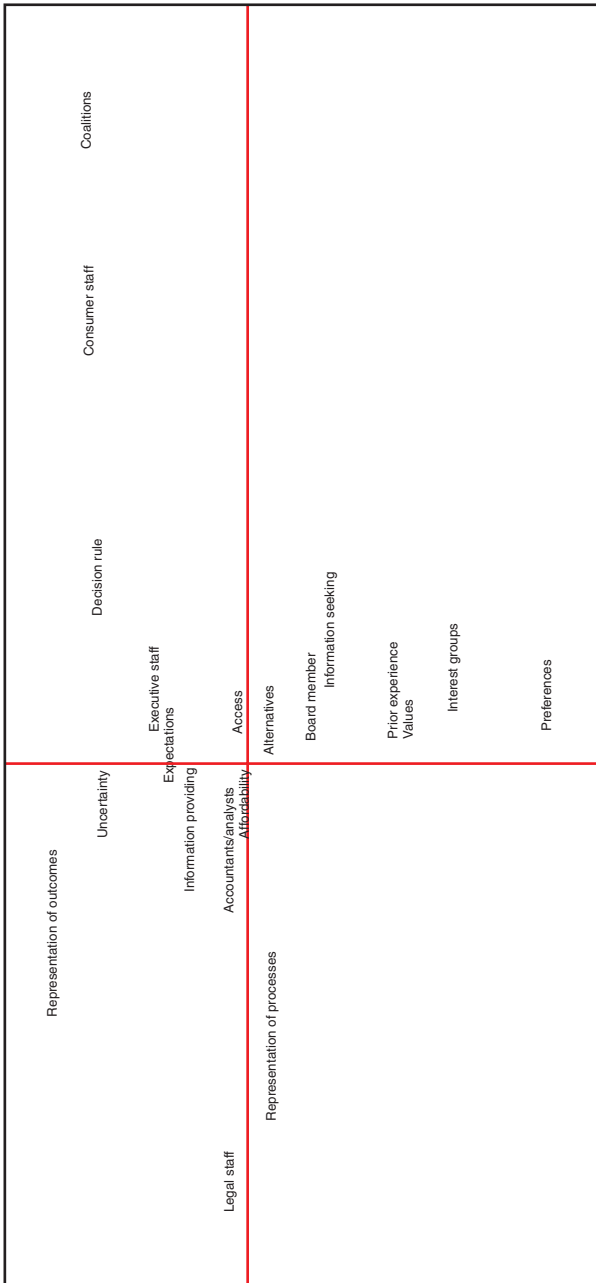 Representation of outcomes
Coalitions
Consumer staff
Decision rule
Uncertainty
Executive staff
Expectations
Information providing
Access
Accountants/analysts
Affordability
Legal staff
Alternatives
Representation of processes
Board member
Information seeking
Prior experience
Values
Interest groups
Preferences